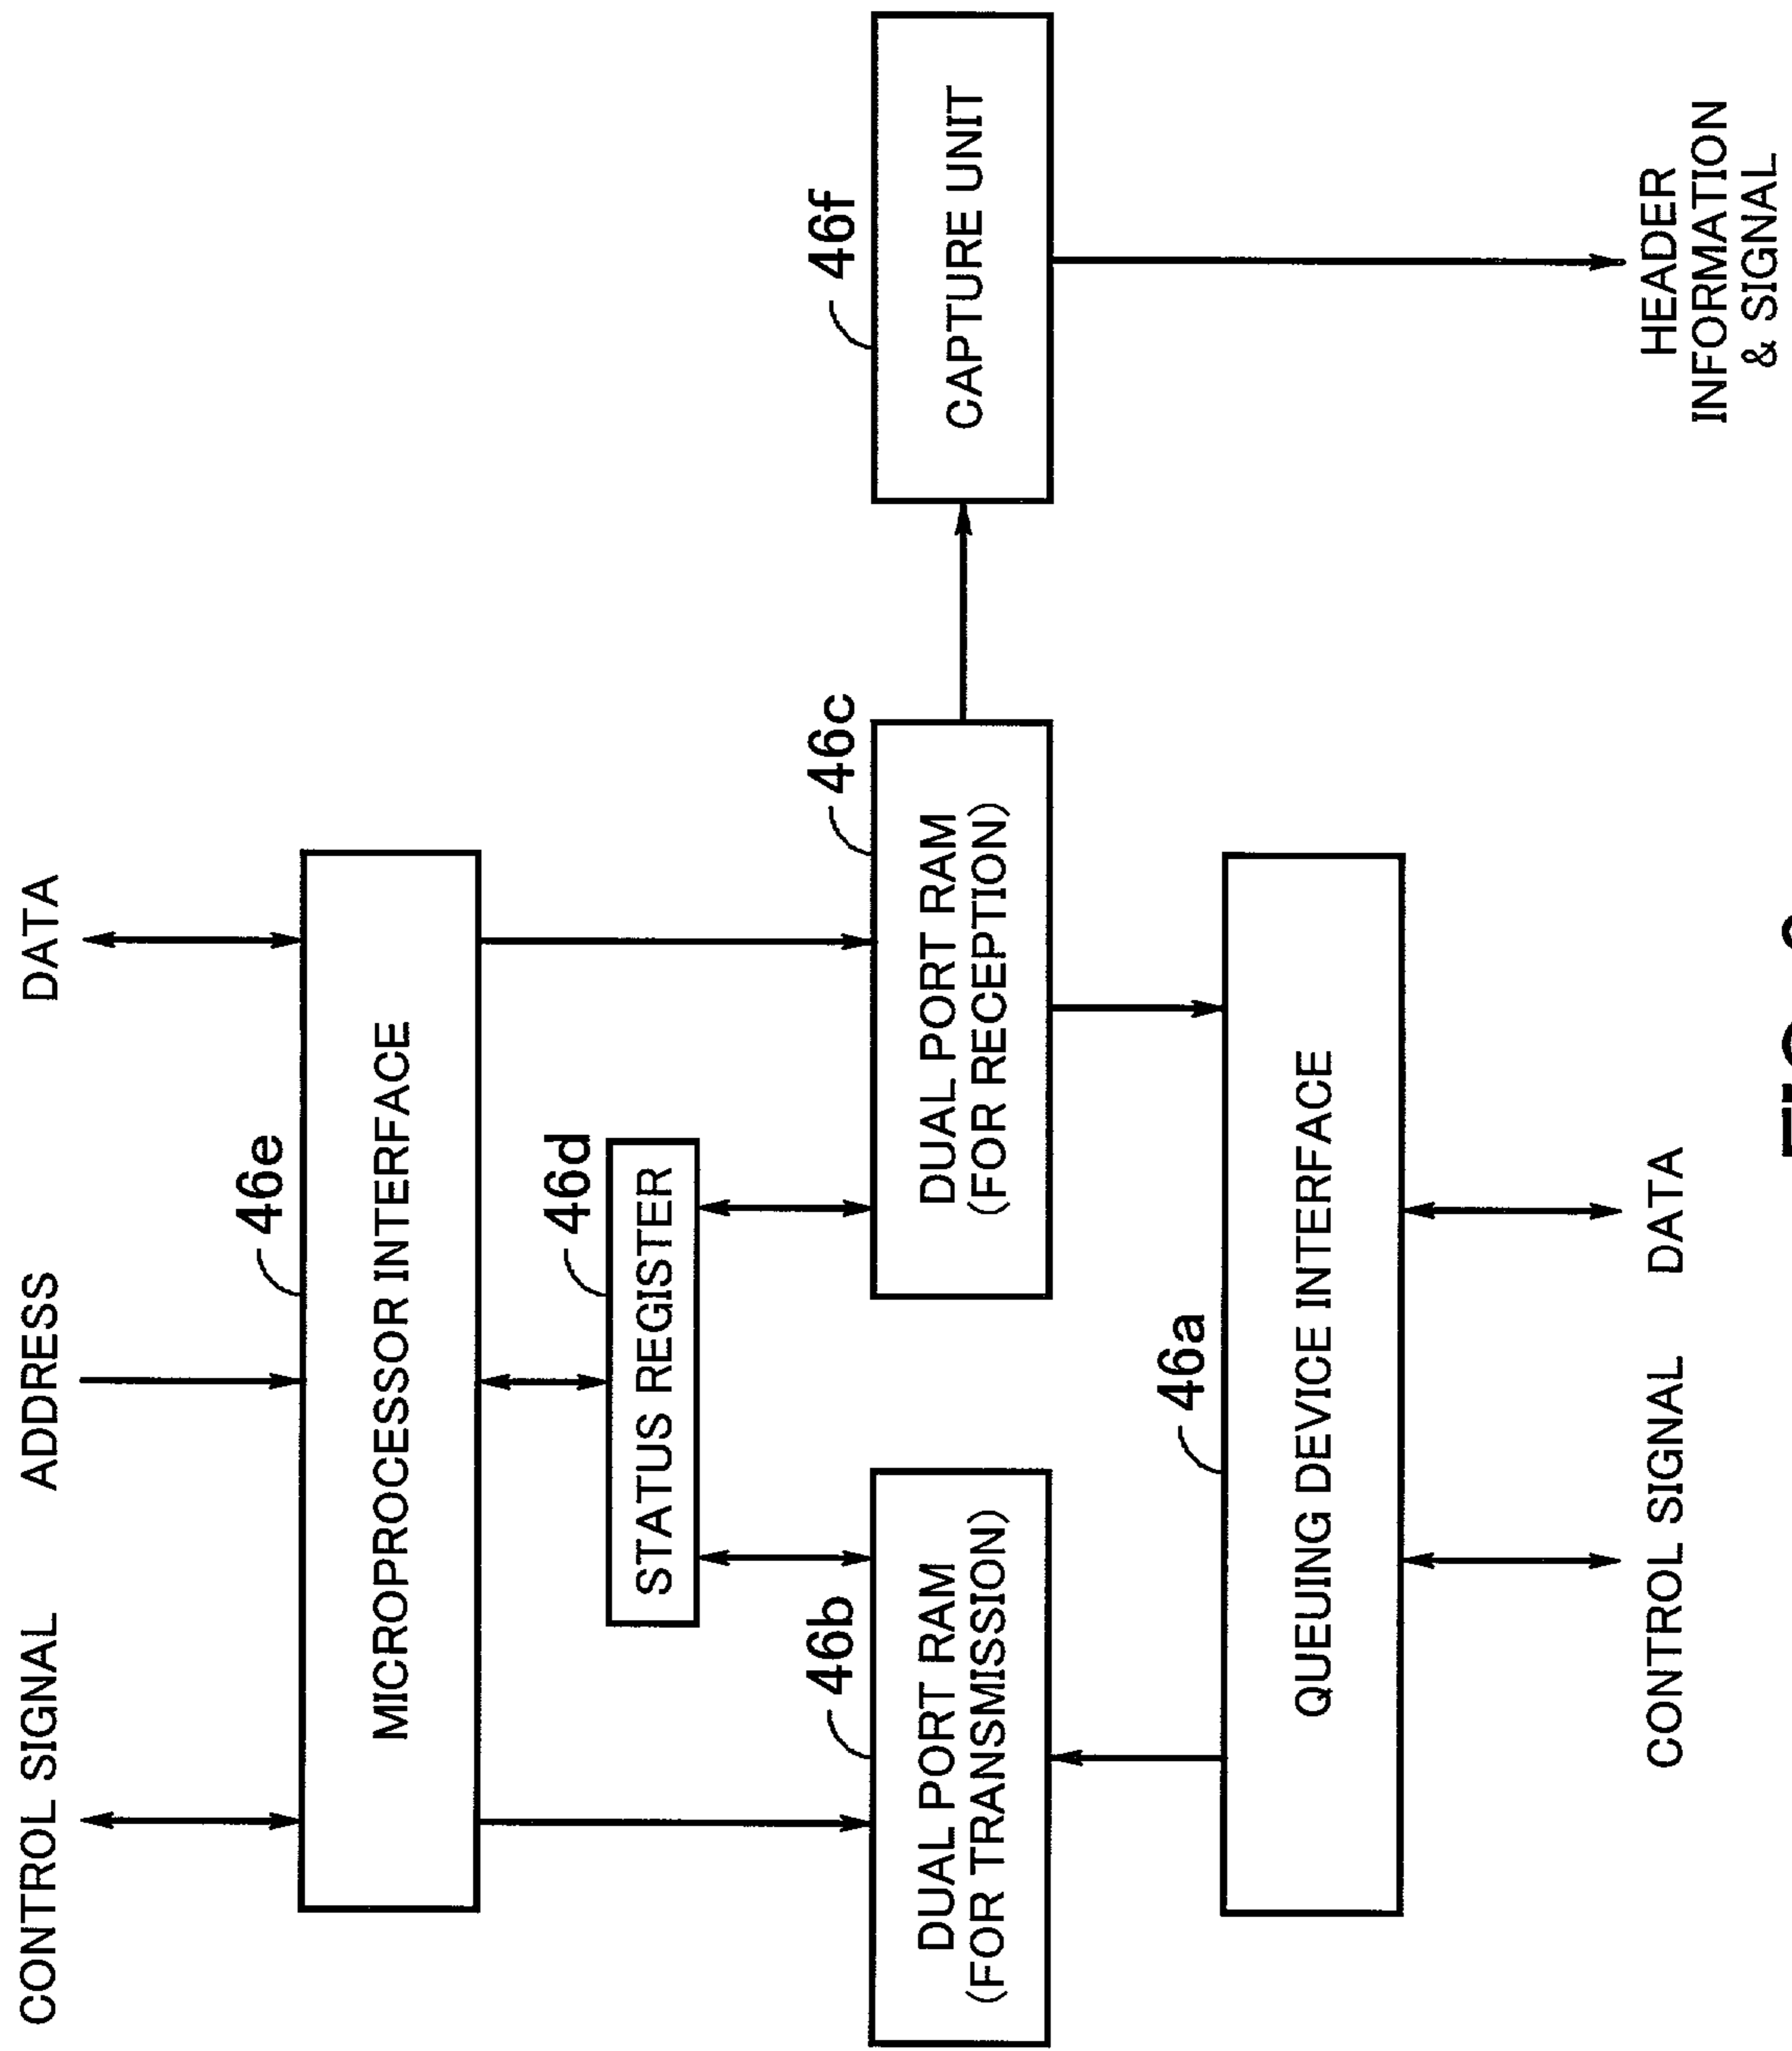 CONTROL SIGNAL
ADDRESS
DATA
46e
MICROPROCESSOR INTERFACE
46d
STATUS REGISTER
46b
DUAL PORT RAM
(FOR TRANSMISSION)
46c
DUAL PORT RAM
(FOR RECEPTION)
46f
CAPTURE UNIT
46a
QUEUING DEVICE INTERFACE
CONTROL SIGNAL
DATA
HEADER
INFORMATION
& SIGNAL